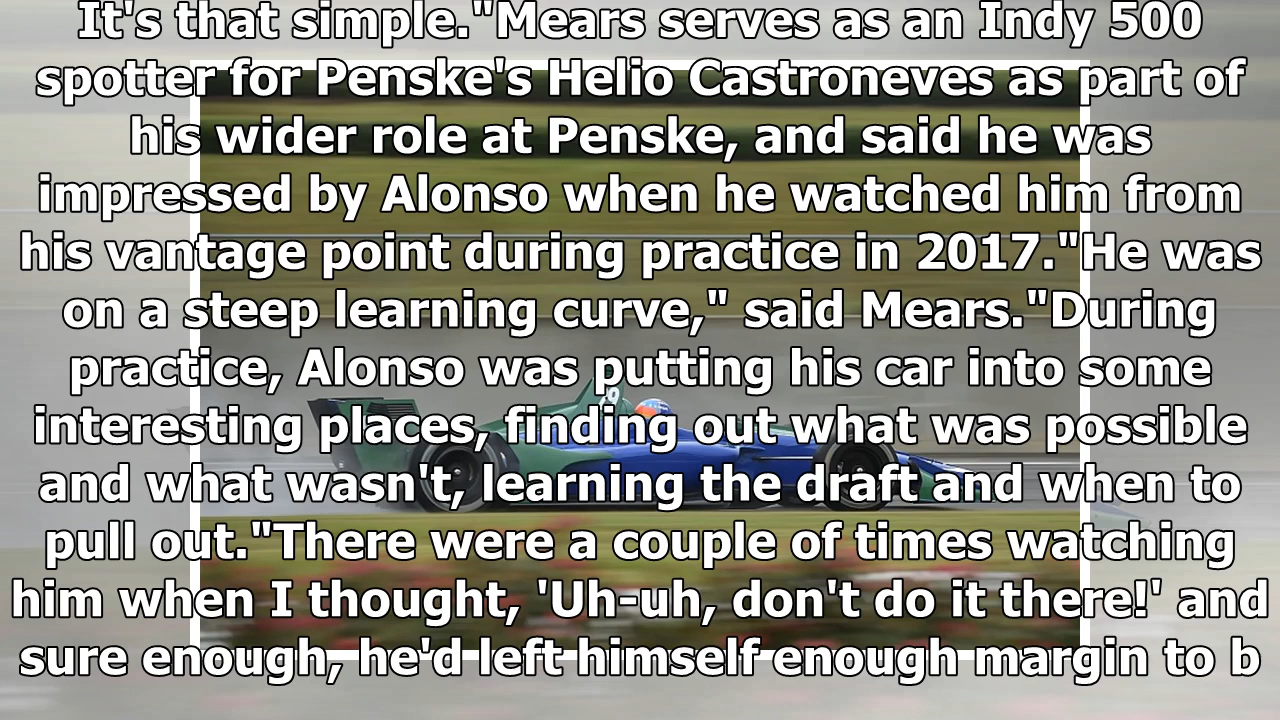 It's that simple."Mears serves as an Indy 500
spotter for Penske's Helio Castroneves as part of
his wider role at Penske, and said he was
impressed by Alonso when he watched him from
his vantage point during practice in 2017."He was
on a steep learning curve," said Mears."During
practice, Alonso was putting his car into some
interesting places, finding out what was possible
and what wasn't, learning the draft and when to
pull out."There were a couple of times watching
him when I thought, 'Uh-uh, don't do it there!' and
sure enough, he'd left himself enough margin to b